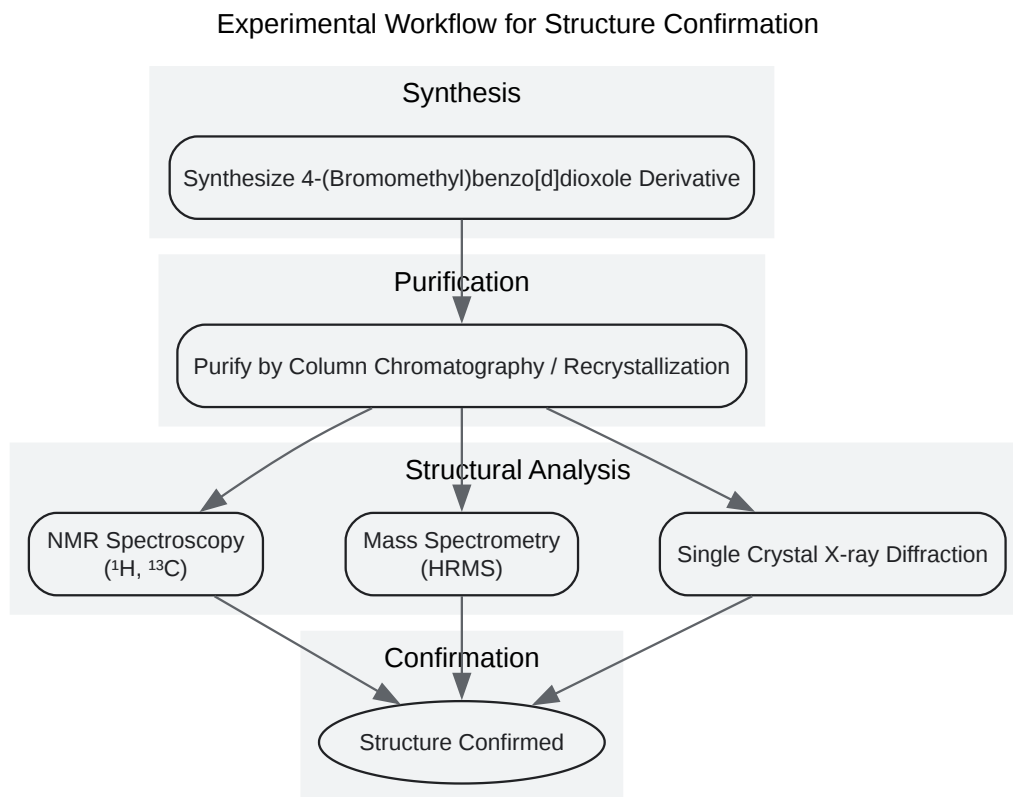 Experimental Workflow for Structure Confirmation
Synthesis
Synthesize 4-(Bromomethyl)benzo[d]dioxole Derivative
Purification
Purify by Column Chromatography / Recrystallization
Structural Analysis
NMR Spectroscopy
(¹H, ¹³C)
Mass Spectrometry
(HRMS)
Single Crystal X-ray Diffraction
Confirmation
Structure Confirmed